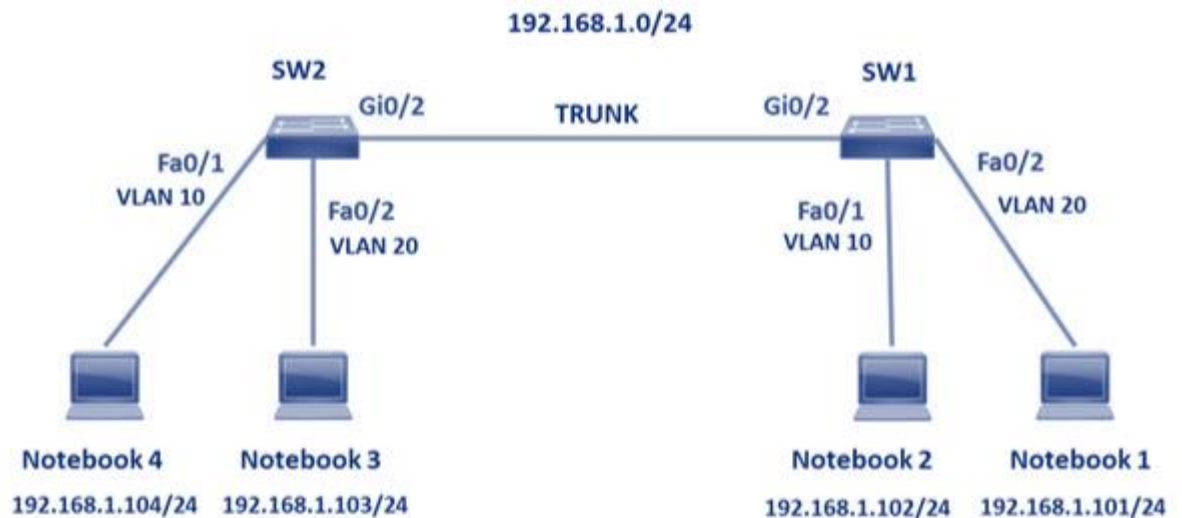 192.168.1.0/24
SW2
SW1
Gi0/2
TRUNK
Gi0/2
Fa0/1
VLAN 10
Fa0/2
VLAN 20
Fa0/1
VLAN 10
Fa0/2
VLAN 20
Notebook 4
Notebook 3
Notebook 2
Notebook 1
192.168.1.104/24
192.168.1.103/24
192.168.1.102/24
192.168.1.101/24